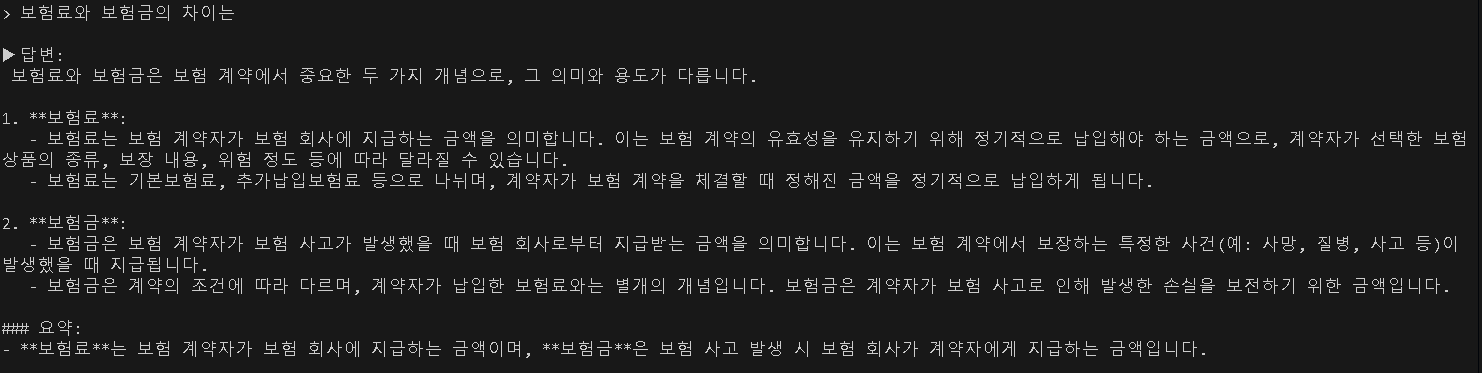 > 보험료와 보험금의 차이는
▶ 답변:
보험료와 보험금은 보험 계약에서 중요한 두 가지 개념으로, 그 의미와 용도가 다릅니다.
1. **보험료**:
- 보험료는 보험 계약자가 보험 회사에 지급하는 금액을 의미합니다. 이는 보험 계약의 유효성을 유지하기 위해 정기적으로 납입해야 하는 금액으로, 계약자가 선택한 보험
상품의 종류, 보장 내용, 위험 정도 등에 따라 달라질 수 있습니다.
- 보험료는 기본보험료, 추가납입보험료 등으로 나뉘며, 계약자가 보험 계약을 체결할 때 정해진 금액을 정기적으로 납입하게 됩니다.
2. **보험금**:
- 보험금은 보험 계약자가 보험 사고가 발생했을 때 보험 회사로부터 지급받는 금액을 의미합니다. 이는 보험 계약에서 보장하는 특정한 사건(예: 사망, 질병, 사고 등)이
발생했을 때 지급됩니다.
- 보험금은 계약의 조건에 따라 다르며, 계약자가 납입한 보험료와는 별개의 개념입니다. 보험금은 계약자가 보험 사고로 인해 발생한 손실을 보전하기 위한 금액입니다.
### 요약:
- **보험료**는 보험 계약자가 보험 회사에 지급하는 금액이며, **보험금**은 보험 사고 발생 시 보험 회사가 계약자에게 지급하는 금액입니다.